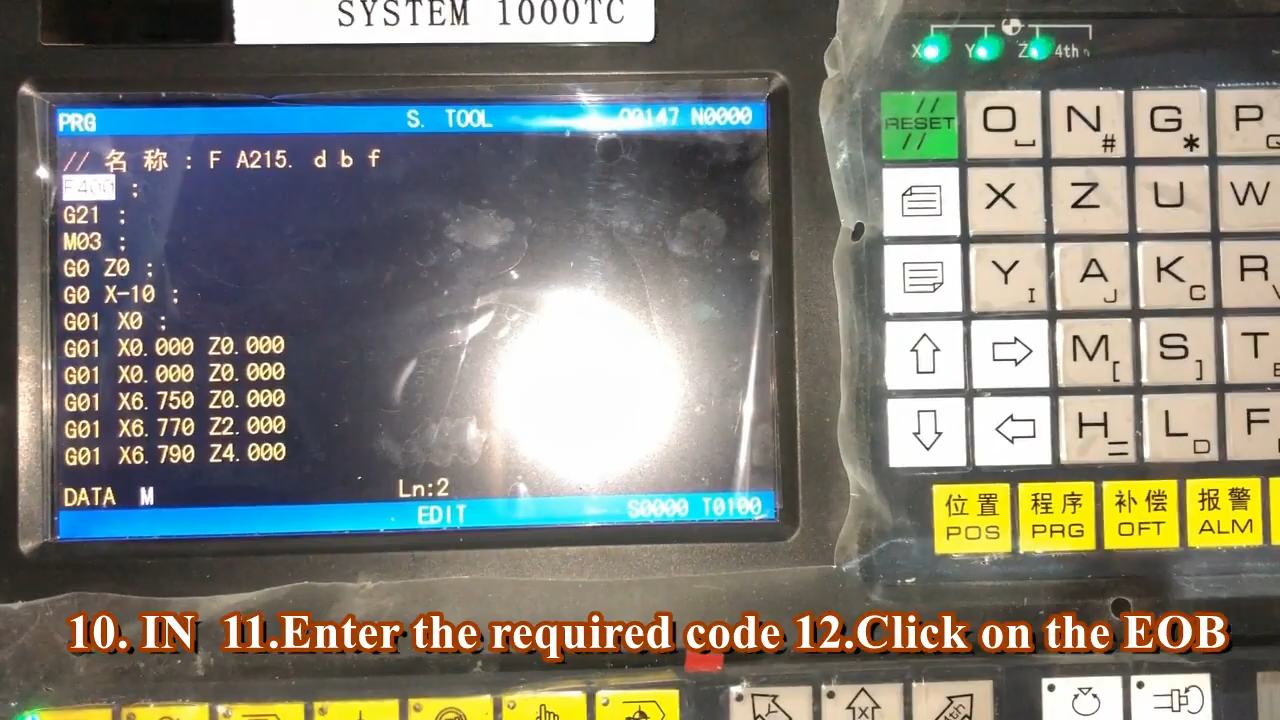 SYSTEM 1000TC
PRG S. TOOL O0147 N0000
// 名称 : F A215. d b f
F400 ;
G21 ;
M03 ;
G0 Z0 ;
G0 X-10 ;
G01 X0 ;
G01 X0.000 Z0.000
G01 X0.000 Z0.000
G01 X6.750 Z0.000
G01 X6.770 Z2.000
G01 X6.790 Z4.000
DATA M Ln:2
EDIT S0000 T0100
X Y Z 4th
// RESET //
O N # G * P
X Z U W
Y I A J K C R
M [ S ] T
H L D F
位置 POS
程序 PRG
补偿 OFT
报警 ALM
10. IN 11.Enter the required code 12.Click on the EOB
X 4th